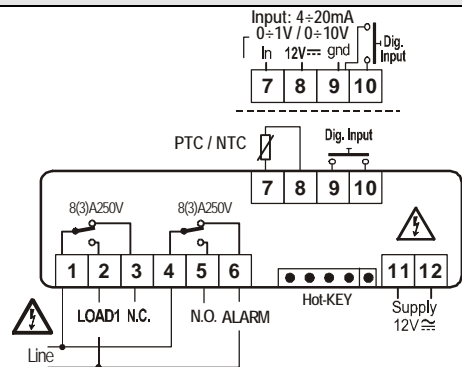 Input: 4÷20mA
0÷1V / 0÷10V
In 12V⎓ gnd
Dig.
Input
7 8 9 10
PTC / NTC
Dig. Input
7 8 9 10
8(3)A250V 8(3)A250V
1 2 3 4 5 6 11 12
LOAD1 N.C. N.O. ALARM
Hot-KEY
Supply
12V≅
Line